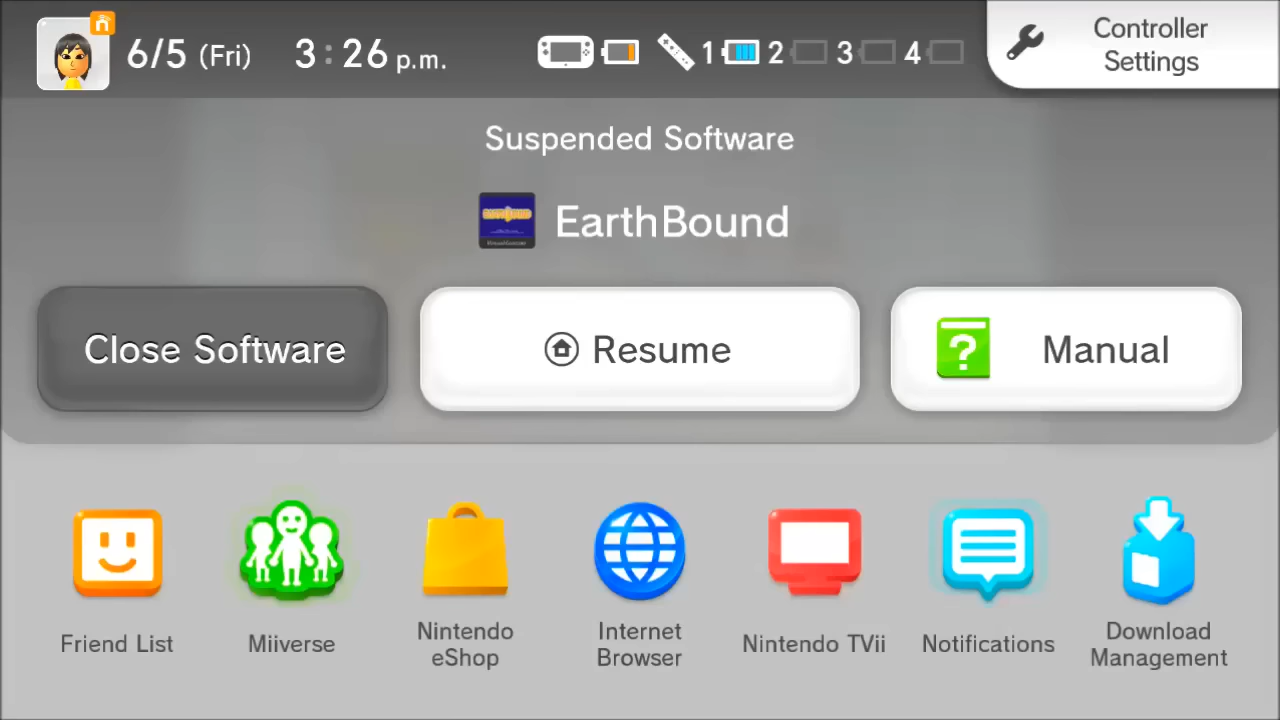 6/5 (Fri) 3:26 p.m. 1 2 3 4
Controller
Settings
Suspended Software
EarthBound
Close Software
Resume
? Manual
Friend List
Miiverse
Nintendo
eShop
Internet
Browser
Nintendo TVii
Notifications
Download
Management